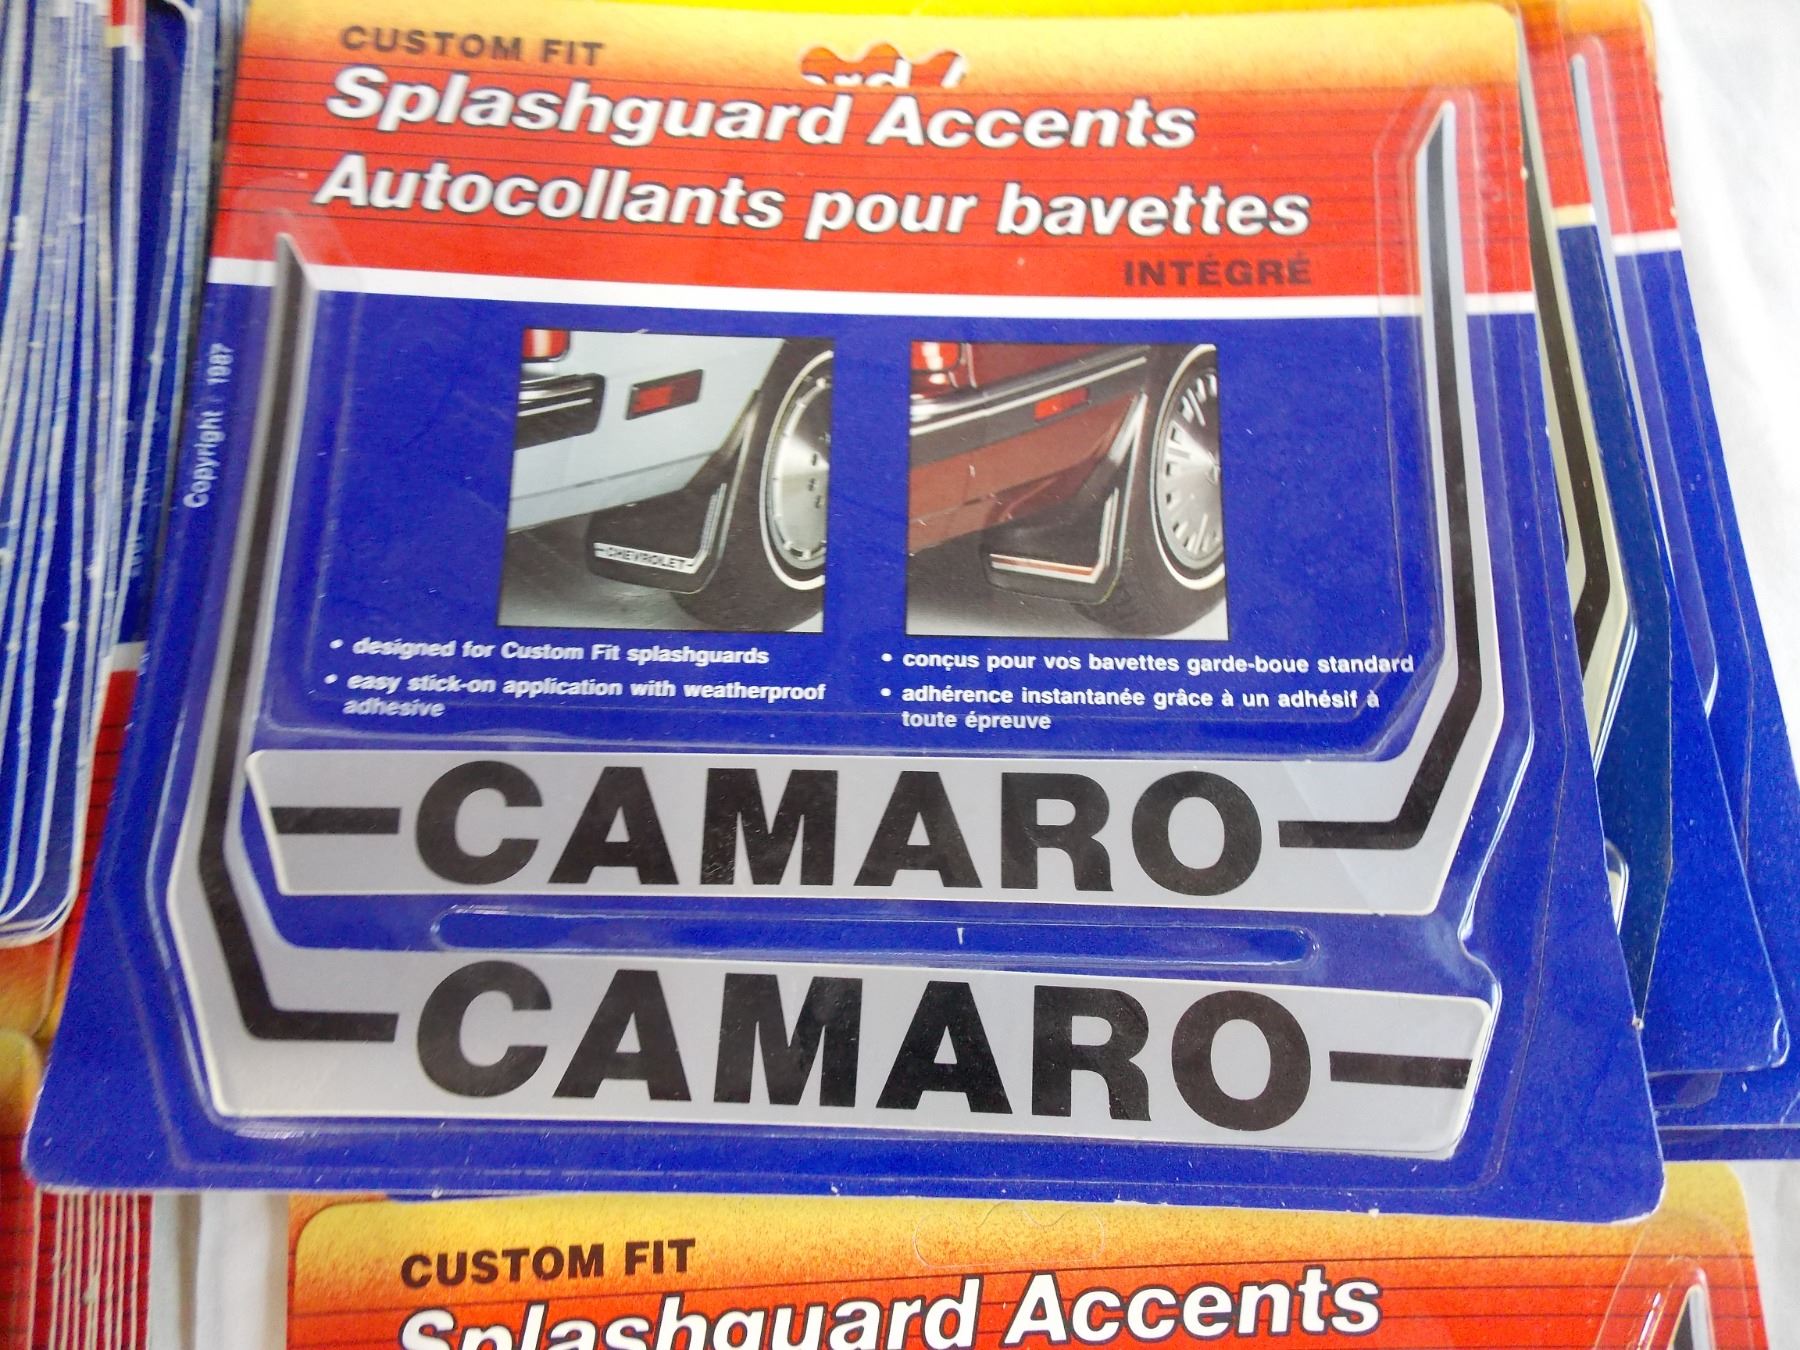 CUSTOM FIT
Splashguard Accents
Autocollants pour bavettes
INTÉGRÉ
Copyright 1987
CHEVROLET
• designed for Custom Fit splashguards
• easy stick-on application with weatherproof
adhesive
• conçus pour vos bavettes garde-boue standard
• adhérence instantanée grâce à un adhésif à
toute épreuve
CAMARO
CAMARO
CUSTOM FIT
Splashguard Accents